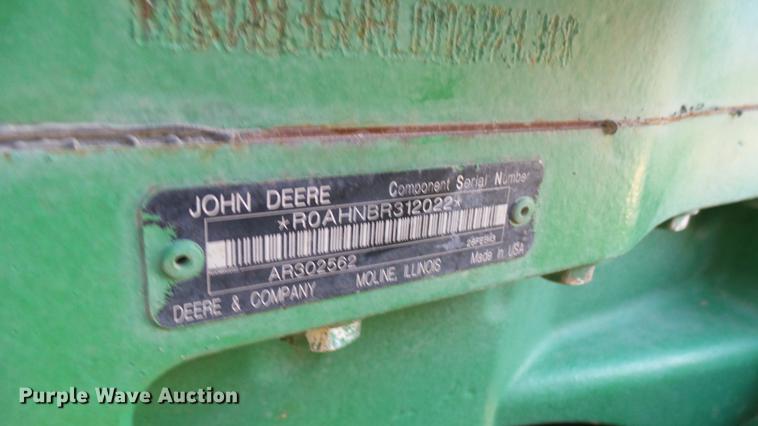 JOHN DEERE Component Serial Number
*R0AHNBR312022*
AR302562
DEERE & COMPANY MOLINE, ILLINOIS Made in USA
Purple Wave Auction